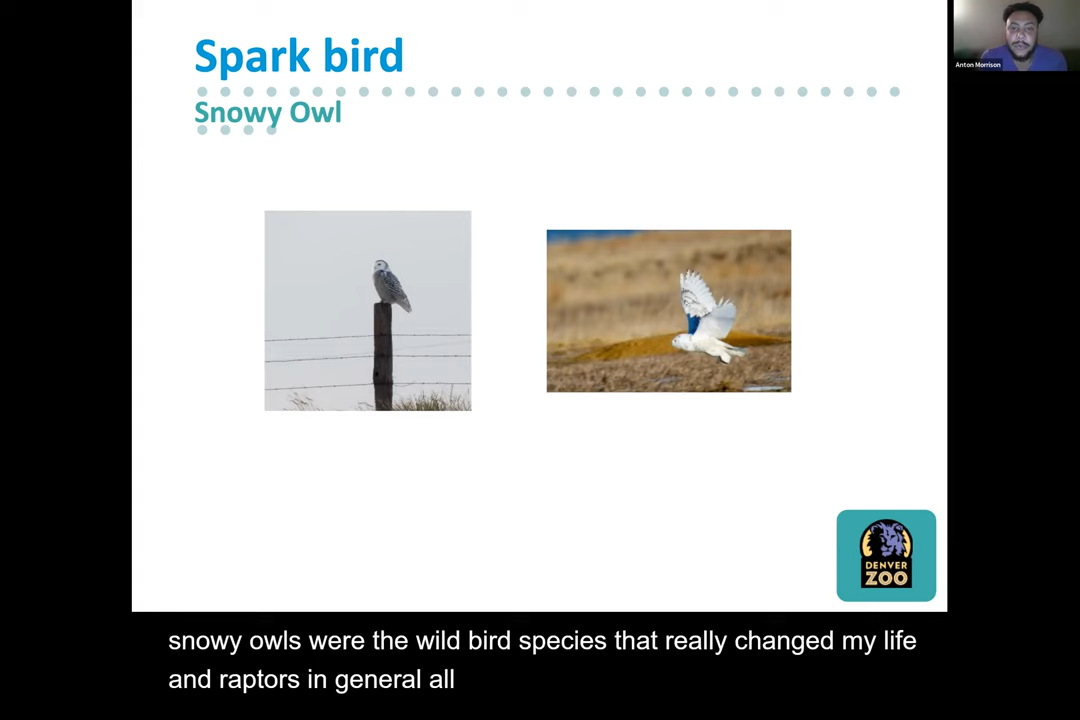 Spark bird
Snowy Owl
Anton Morrison
DENVER
ZOO
snowy owls were the wild bird species that really changed my life
and raptors in general all